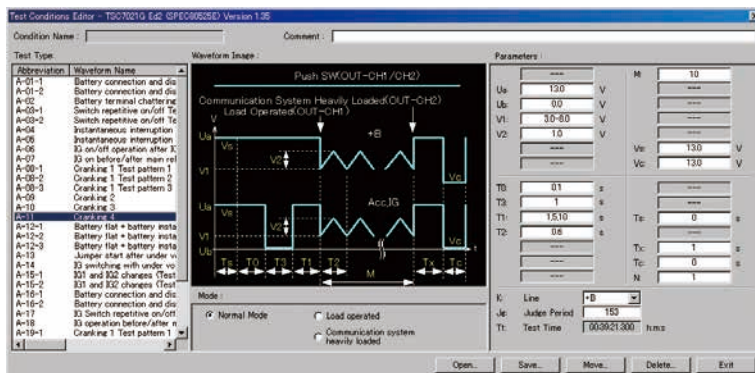 Test Conditions Editor - TSC7021G Ed2 (SPEC80525E) Version 1.35
Condition Name :
Comment :
Test Type:
Abbreviation Waveform Name
A-01-1 Battery connection and dis
A-01-2 Battery connection and dis
A-02 Battery terminal chattering
A-03-1 Switch repetitive on/off Te
A-03-2 Switch repetitive on/off Te
A-04 Instantaneous interruption
A-05 Instantaneous interruption
A-06 IG on/off operation after IG
A-07 IG on before/after main rel
A-08-1 Cranking 1 Test pattern 1
A-08-2 Cranking 1 Test pattern 2
A-08-3 Cranking 1 Test pattern 3
A-09 Cranking 2
A-10 Cranking 3
A-11 Cranking 4
A-12-1 Battery flat + battery insta
A-12-2 Battery flat + battery insta
A-12-3 Battery flat + battery insta
A-13 Jumper start after under v
A-14 IG switching with under vo
A-15-1 IG1 and IG2 changes (Test
A-15-2 IG1 and IG2 changes (Test
A-16-1 Battery connection and dis
A-16-2 Battery connection and dis
A-17 IG Switch repetitive on/off
A-18 IG operation before/after n
A-19-1 Cranking 1 Test pattern 1
Waveform Image :
Push SW(OUT-CH1/CH2)
Communication System Heavily Loaded(OUT-CH2)
Load Operated(OUT-CH1)
V
Ua
Vs
+B
V2
V1
Vc
Acc,IG
Ua
Vs
V2
V1
Ub
Vc
t
Ts T0 T3 T1 T2 Tx Tc
M
Mode :
Normal Mode
Load operated
Communication system
heavily loaded
Parameters :
---
M 10
Ua 13.0 V
---
Ub 0.0 V
---
V1: 3.0-8.0 V
---
V2: 1.0 V
---
---
Vs: 13.0 V
---
Vc: 13.0 V
T0: 0.1 s
---
T3: 1 s
---
T1: 1,5,10 s
Ts: 0 s
T2: 0.6 s
---
---
Tx: 1 s
---
Tc: 0 s
---
N: 1
K: Line +B
Je: Judge Period 153
Tt: Test Time 003921.300 h.m.s
Open... Save... Move... Delete... Exit